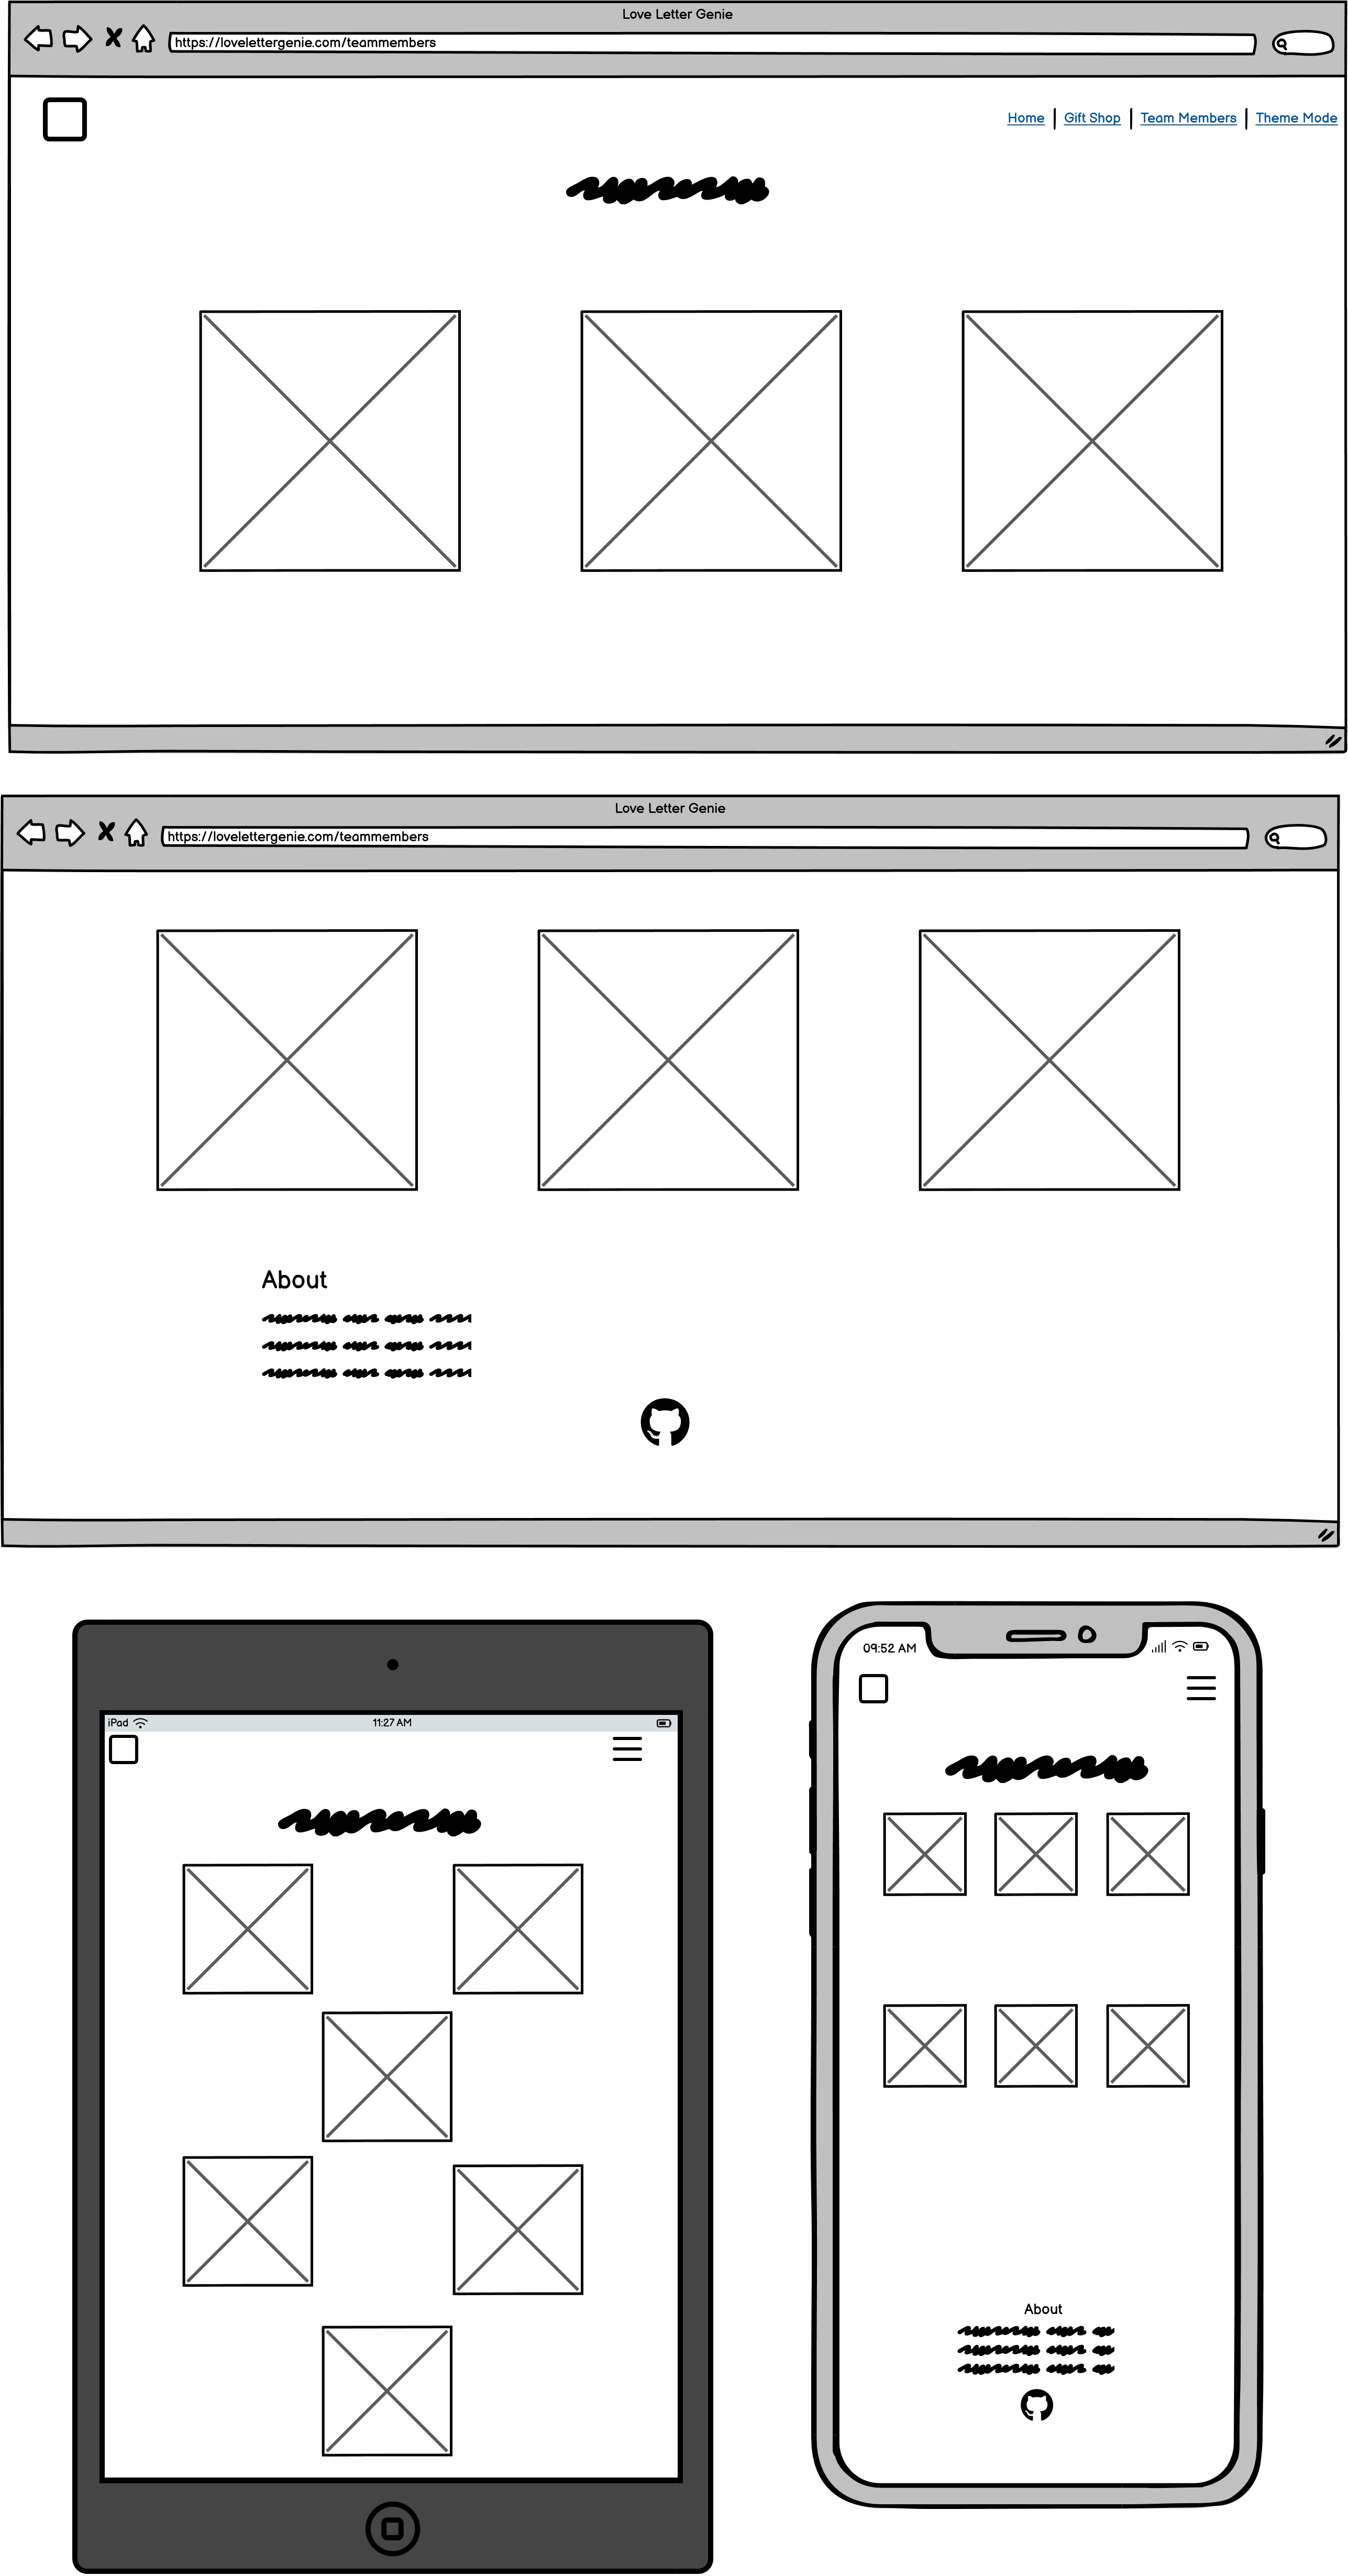 Love Letter Genie
https://lovelettergenie.com/teammembers
Home Gift Shop Team Members Theme Mode
Love Letter Genie
https://lovelettergenie.com/teammembers
About
iPad 11:27 AM
09:52 AM
About